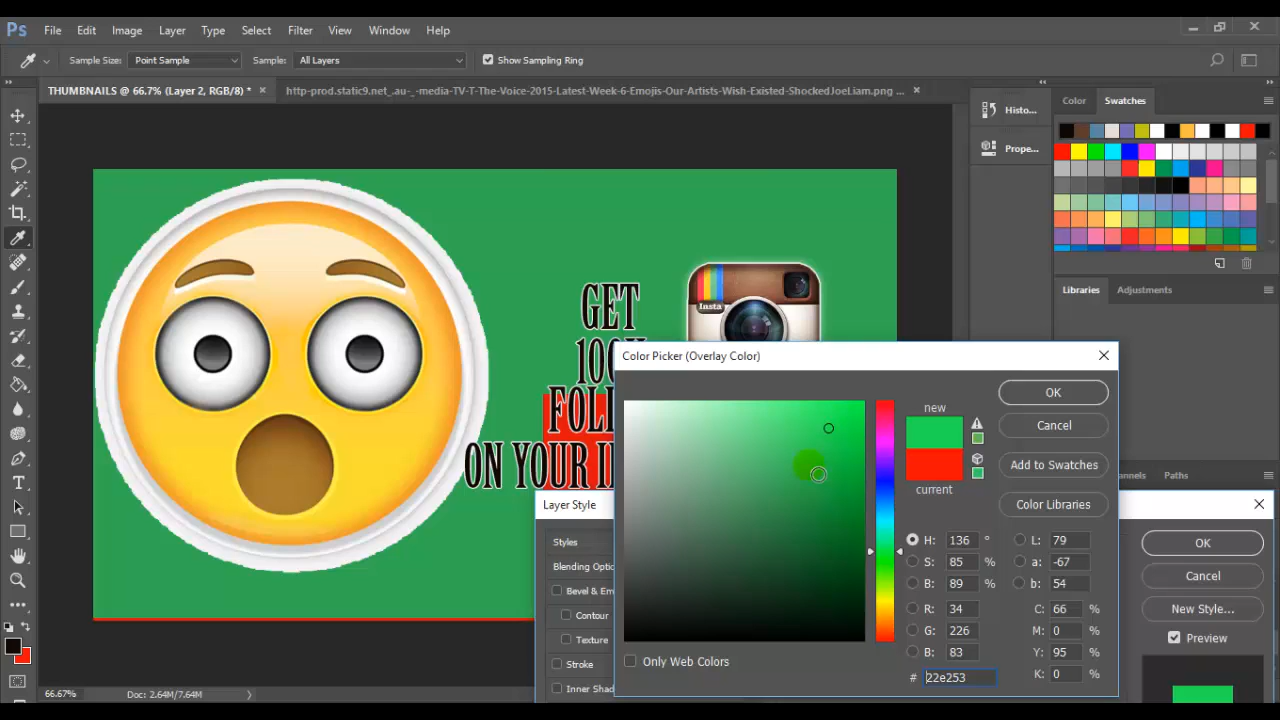 Ps File Edit Image Layer Type Select Filter View Window Help
Sample Size: Point Sample Sample: All Layers Show Sampling Ring
THUMBNAILS @ 66.7% (Layer 2, RGB/8) * × http-prod.static9.net_.au-_-media-TV-T-The-Voice-2015-Latest-Week-6-Emojis-Our-Artists-Wish-Existed-ShockedJoeLiam.png ... ×
Histo...
Color Swatches
Prope...
Libraries Adjustments
Insta
GET
100K
FOLL
ON YOUR I
Color Picker (Overlay Color)
new
current
OK
Cancel
Add to Swatches
Color Libraries
H: 136 ° L: 79
S: 85 % a: -67
B: 89 % b: 54
R: 34 C: 66 %
G: 226 M: 0 %
B: 83 Y: 95 %
# 22e253 K: 0 %
Only Web Colors
annels Paths
Layer Style
Styles
Blending Optio
Bevel & Em
Contour
Texture
Stroke
Inner Shad
OK
Cancel
New Style...
Preview
66.67% Doc: 2.64M/7.64M